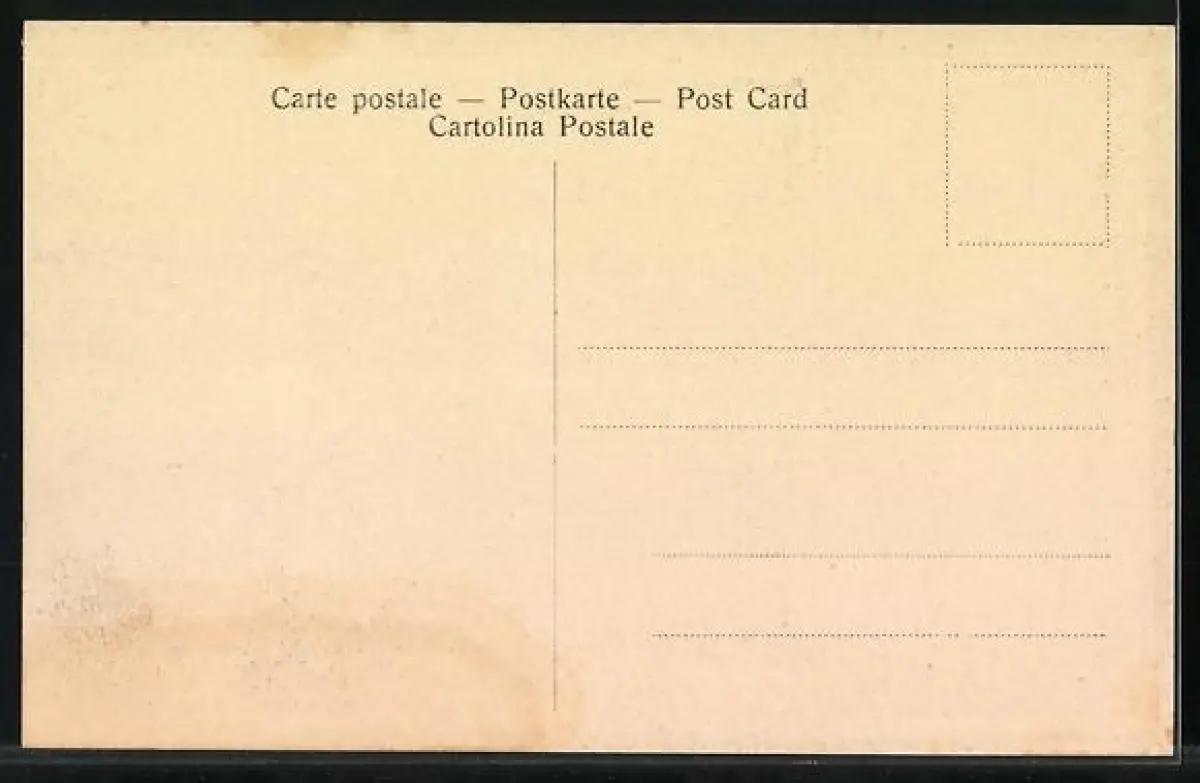 Carte postale — Postkarte — Post Card
Cartolina Postale